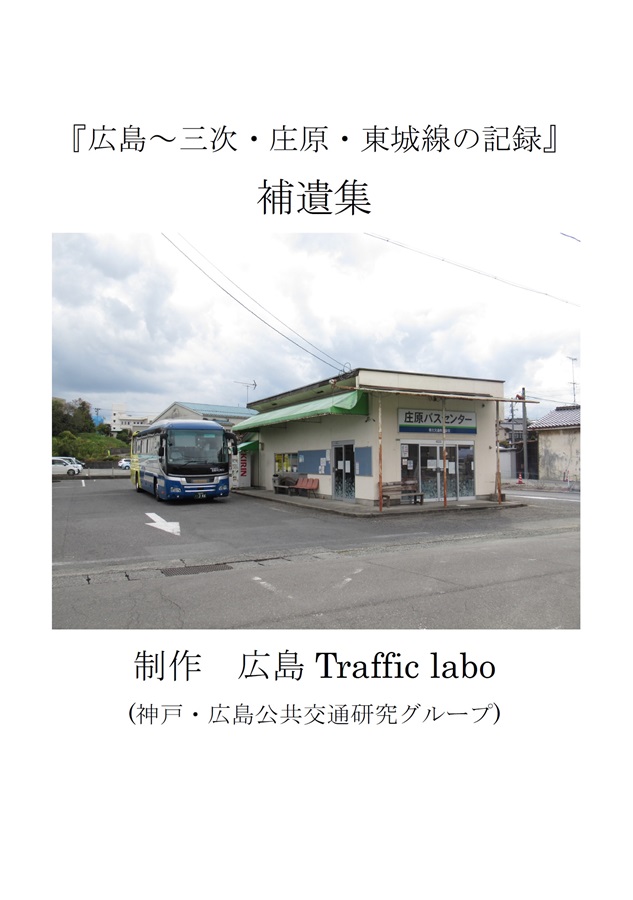 『広島～三次・庄原・東城線の記録』
補遺集
庄原バスセンター
KIRIN
制作　広島 Traffic labo
(神戸・広島公共交通研究グループ)